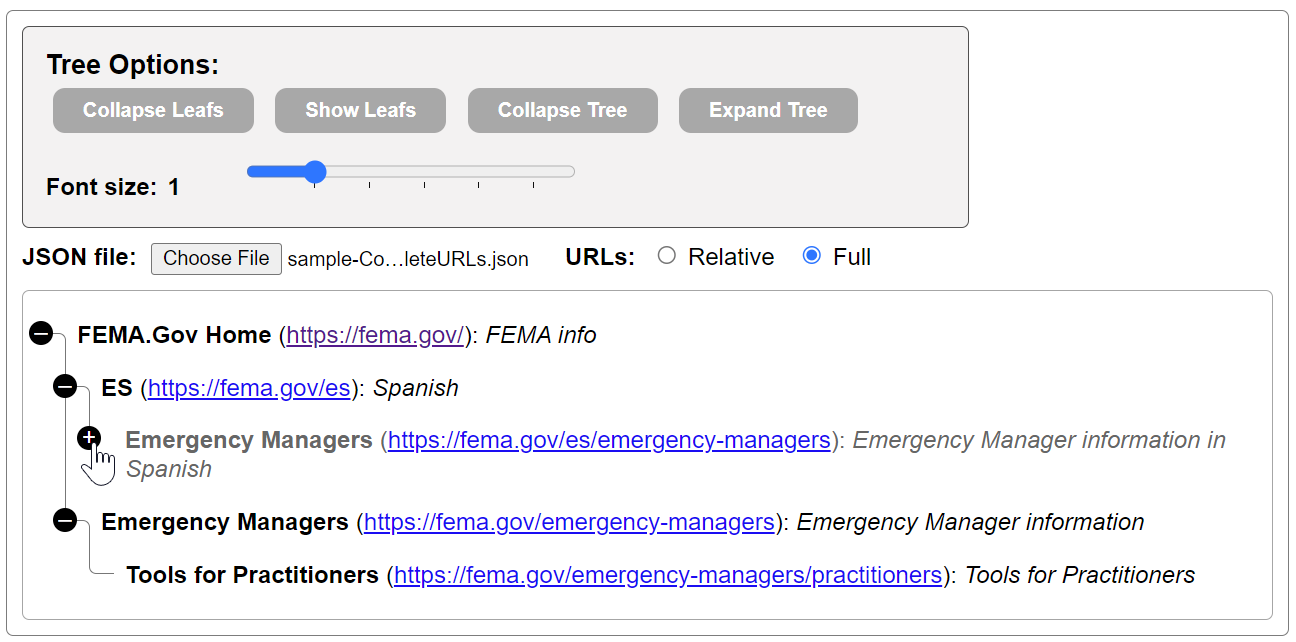 Tree Options:
Collapse Leafs Show Leafs Collapse Tree Expand Tree
Font size: 1
JSON file: Choose File sample-Co...leteURLs.json URLs: Relative Full
FEMA.Gov Home (https://fema.gov/): FEMA info
ES (https://fema.gov/es): Spanish
Emergency Managers (https://fema.gov/es/emergency-managers): Emergency Manager information in
Spanish
Emergency Managers (https://fema.gov/emergency-managers): Emergency Manager information
Tools for Practitioners (https://fema.gov/emergency-managers/practitioners): Tools for Practitioners